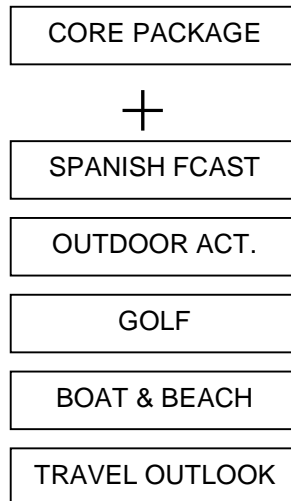 CORE PACKAGE
+
SPANISH FCAST
OUTDOOR ACT.
GOLF
BOAT & BEACH
TRAVEL OUTLOOK